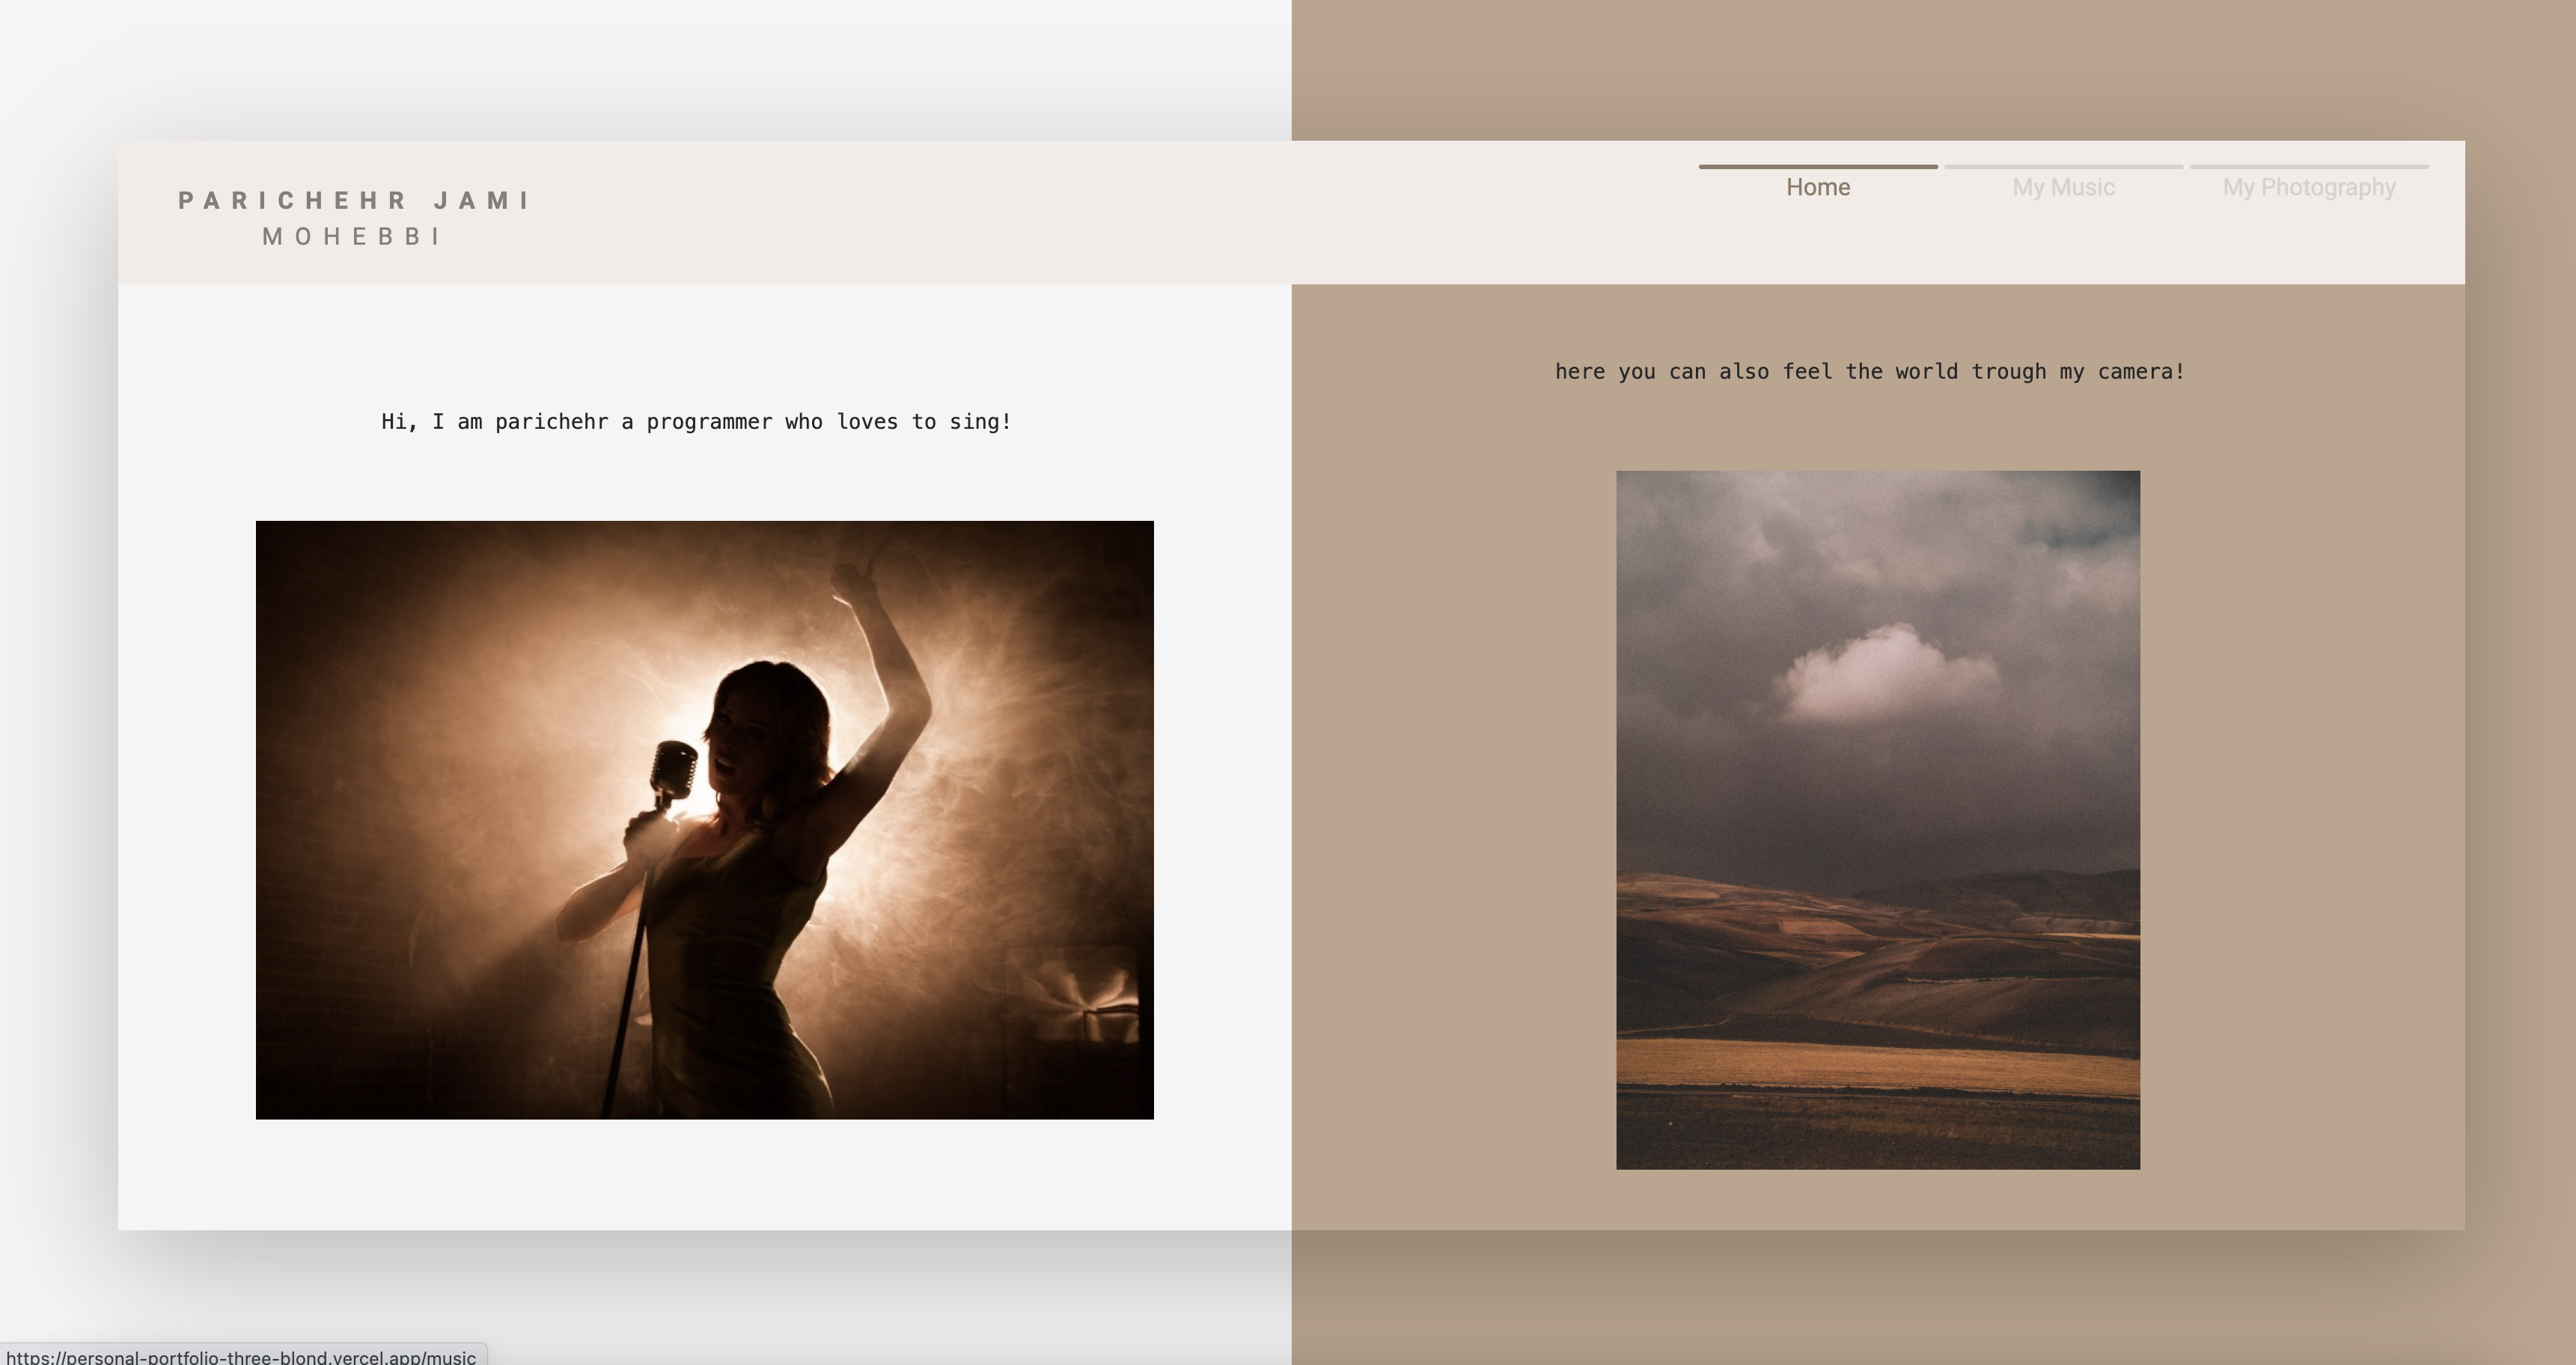 PARICHEHR JAMI
MOHEBBI
Home
My Music
My Photography
Hi, I am parichehr a programmer who loves to sing!
here you can also feel the world trough my camera!
https://personal-portfolio-three-blond.vercel.app/music